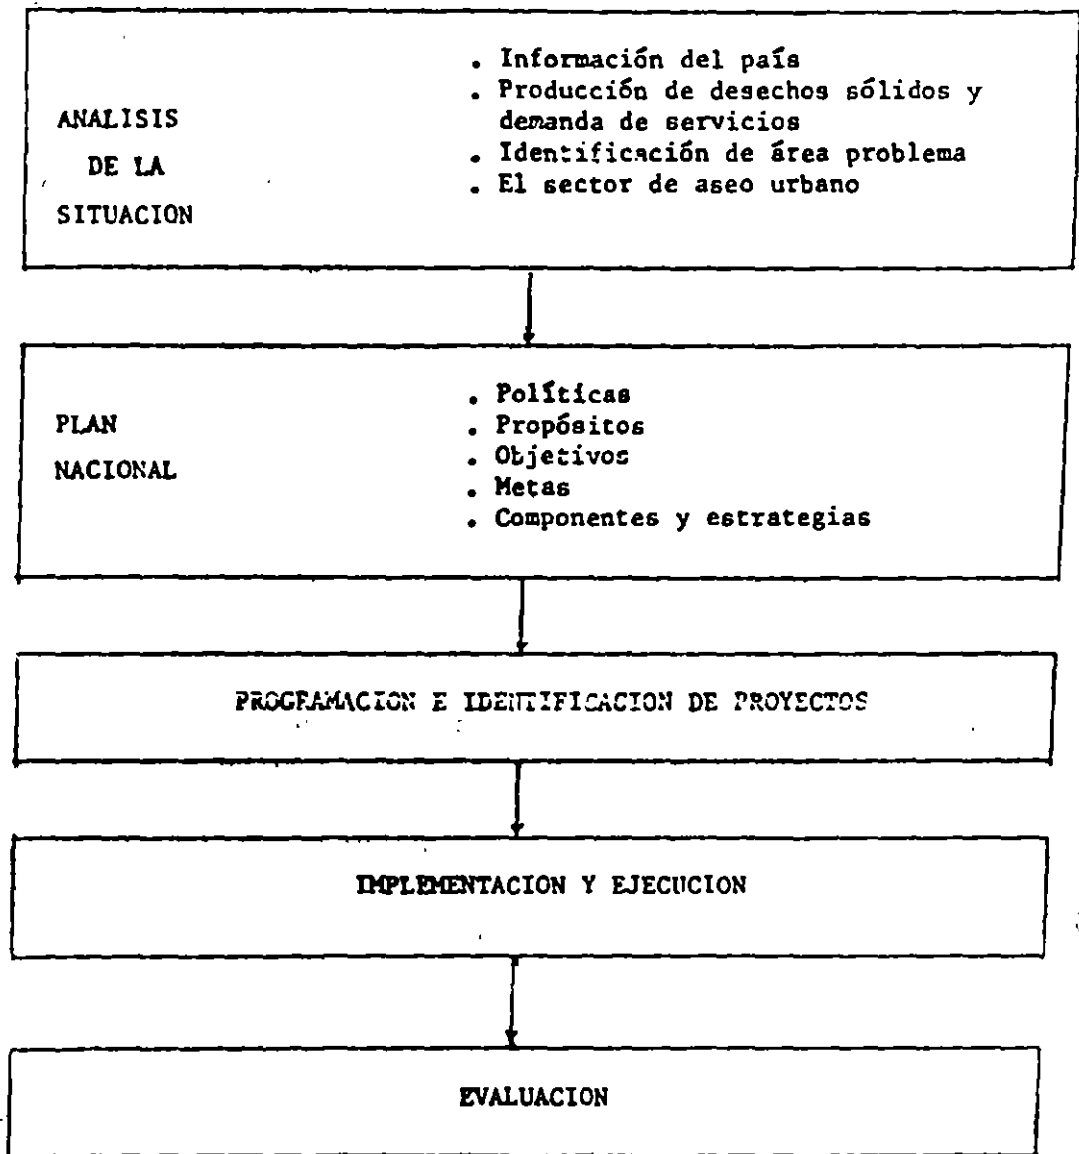 ANALISIS
DE LA
SITUACION
. Información del país
. Producción de desechos sólidos y
demanda de servicios
. Identificación de área problema
. El sector de aseo urbano
PLAN
NACIONAL
. Políticas
. Propósitos
. Objetivos
. Metas
. Componentes y estrategias
PROGRAMACION E IDENTIFICACION DE PROYECTOS
IMPLEMENTACION Y EJECUCION
EVALUACION